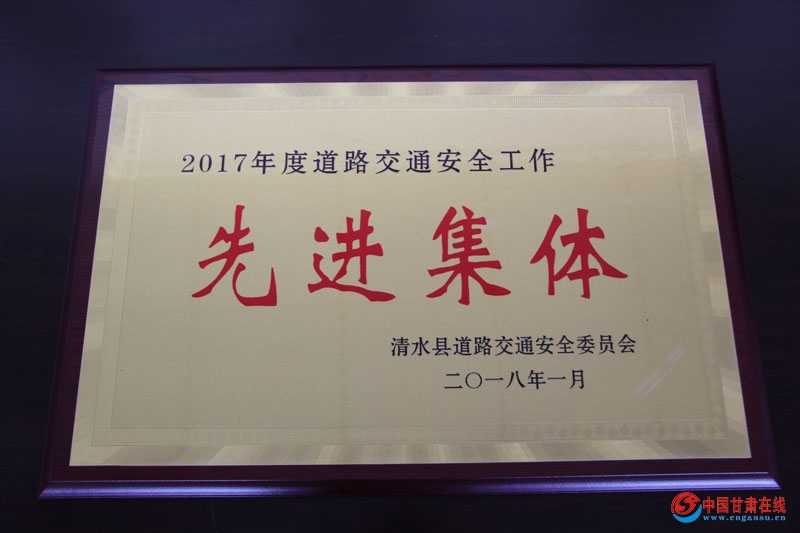 2017年度道路交通安全工作
先进集体
清水县道路交通安全委员会
二〇一八年一月
中国甘肃在线
www.cngansu.cn